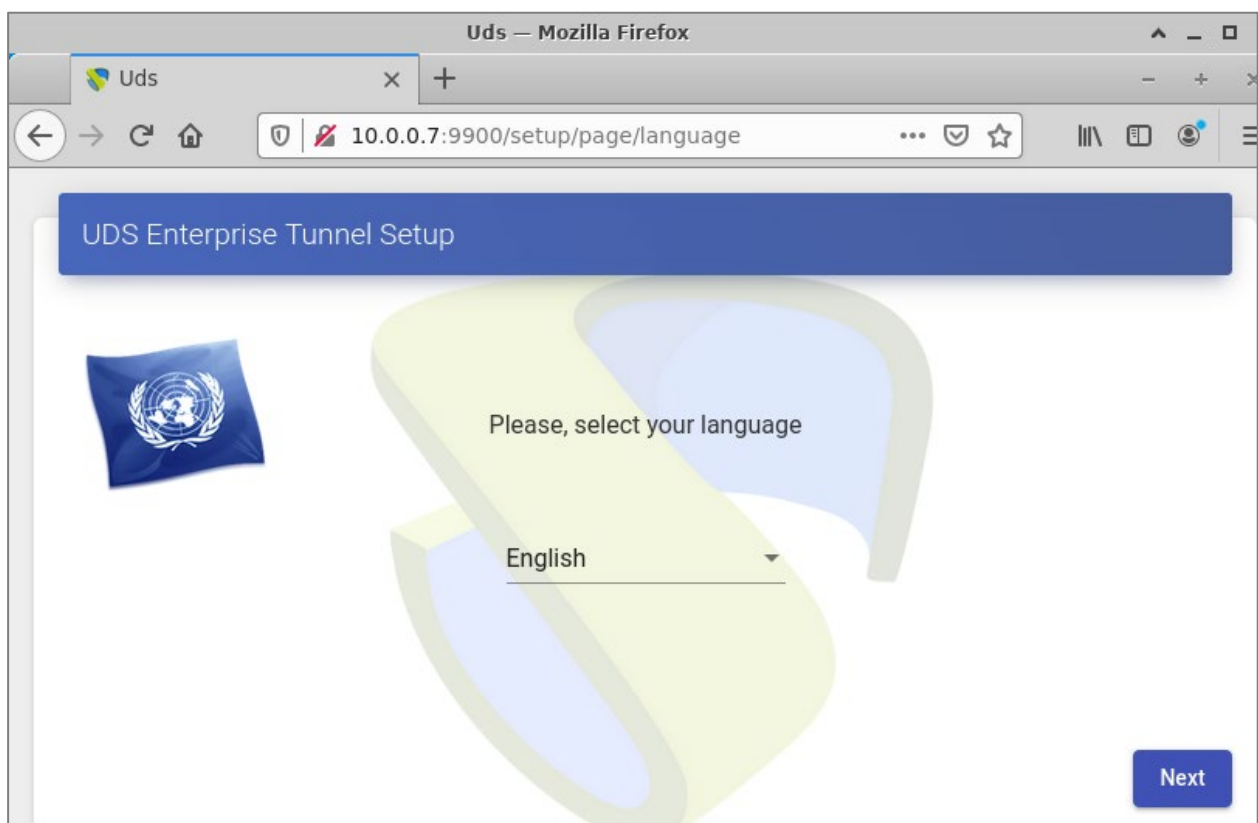 Uds — Mozilla Firefox
Uds
10.0.0.7:9900/setup/page/language
UDS Enterprise Tunnel Setup
Please, select your language
English
Next